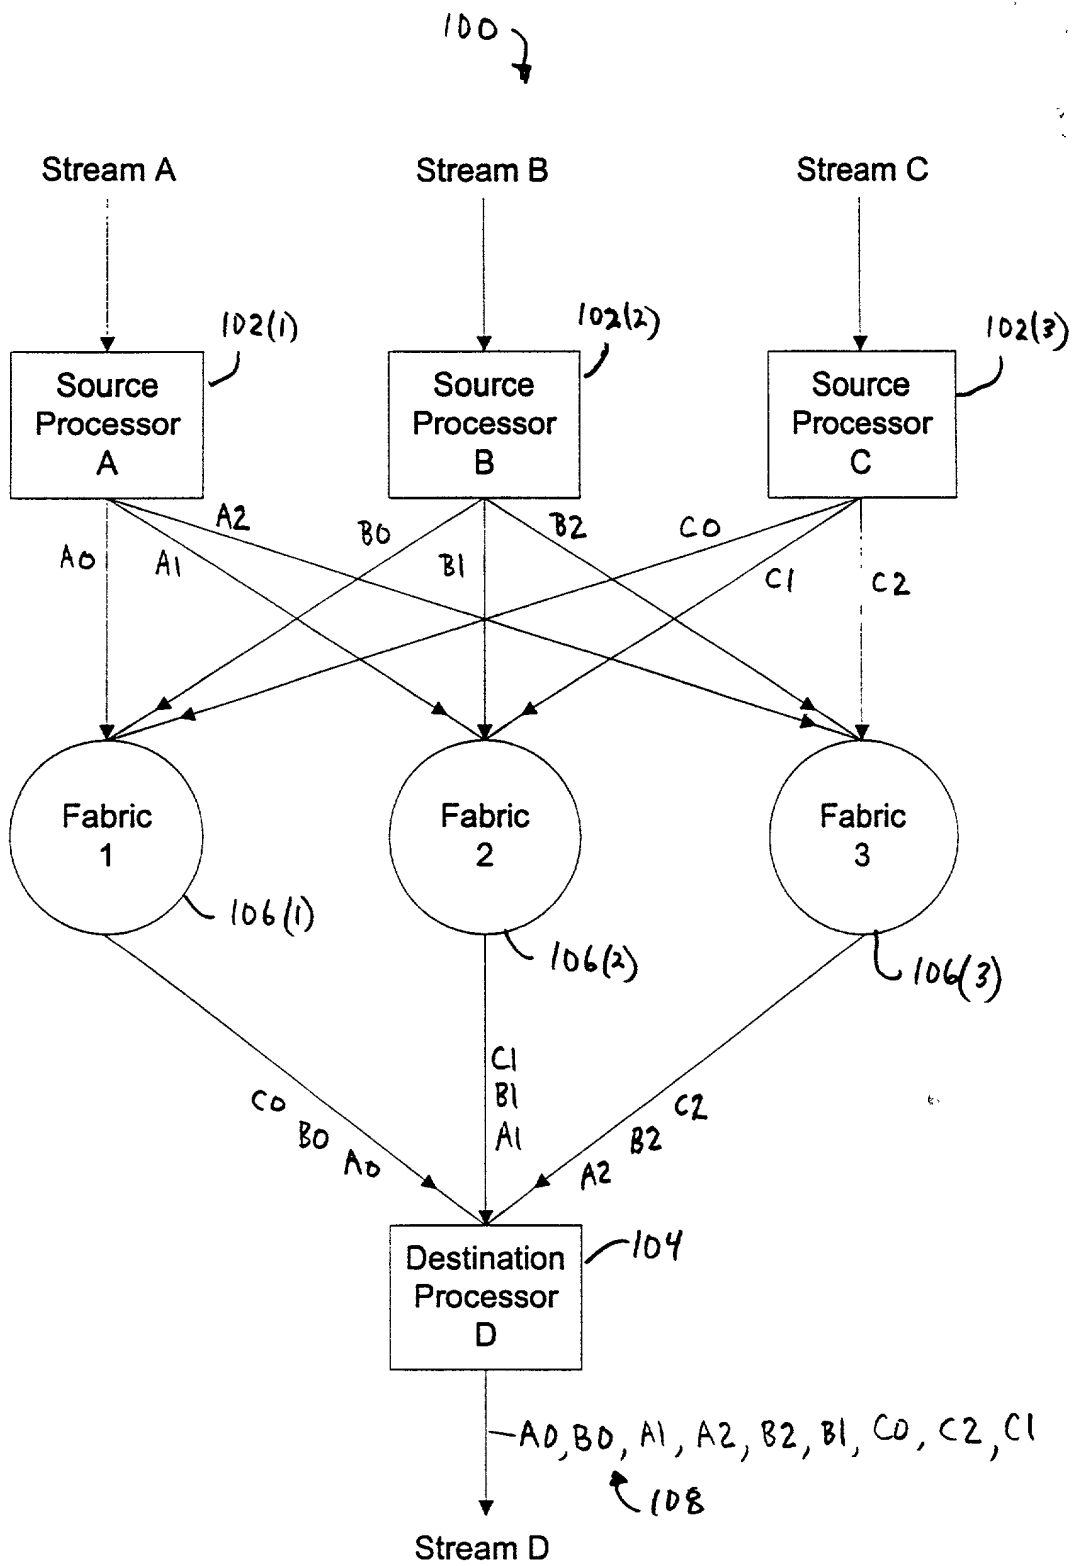 100
Stream A
Stream B
Stream C
102(1)
102(2)
102(3)
Source
Processor
A
Source
Processor
B
Source
Processor
C
A0
A1
A2
B0
B1
B2
C0
C1
C2
Fabric
1
Fabric
2
Fabric
3
106(1)
106(2)
106(3)
C0
B0
A0
C1
B1
A1
C2
B2
A2
Destination
Processor
D
104
A0, B0, A1, A2, B2, B1, C0, C2, C1
108
Stream D